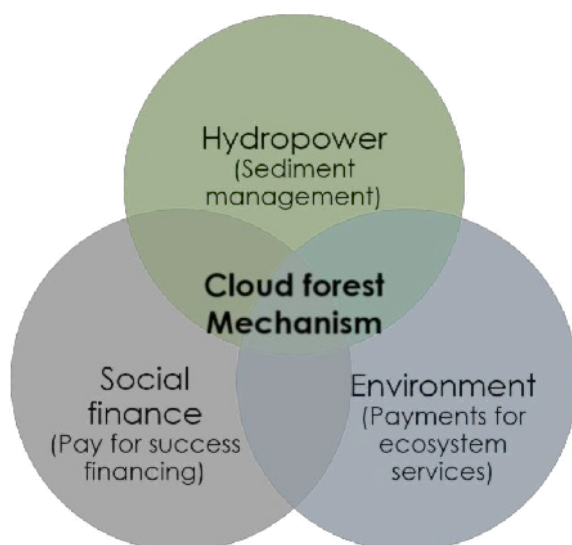 Hydropower
(Sediment
management)
Cloud forest
Mechanism
Social
finance
(Pay for success
financing)
Environment
(Payments for
ecosystem
services)